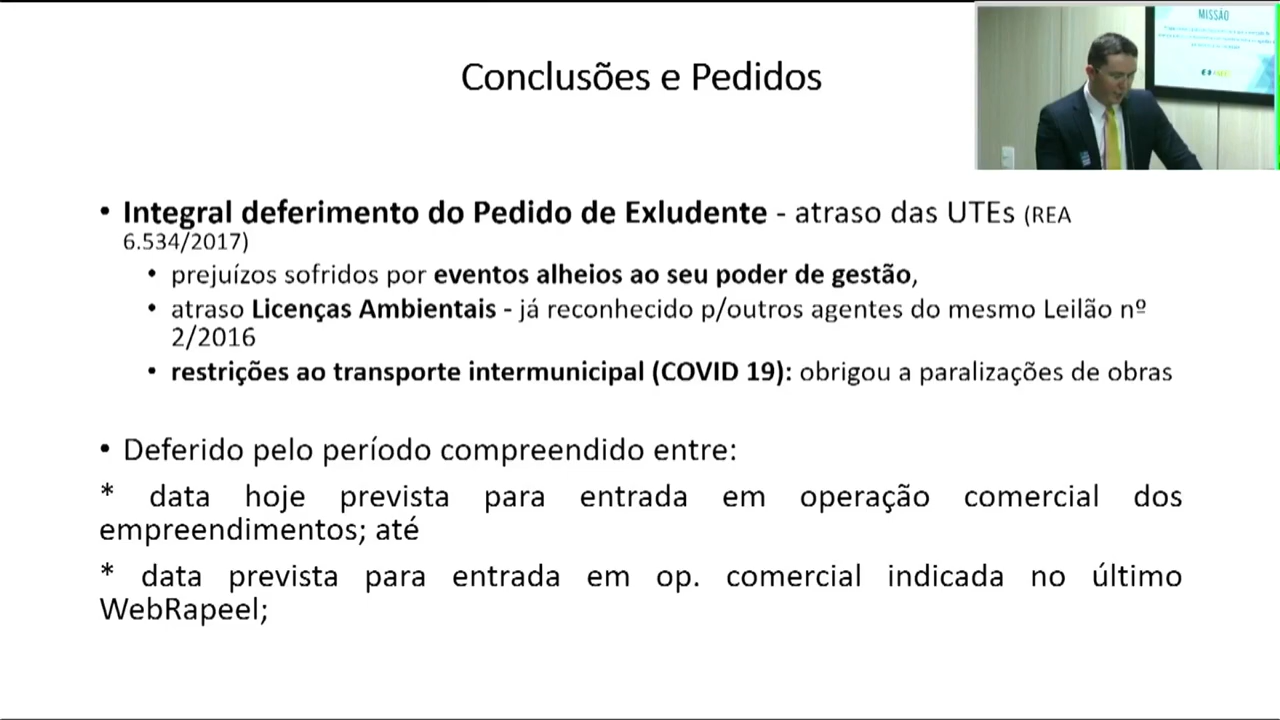 MISSÃO
Conclusões e Pedidos
• Integral deferimento do Pedido de Exludente - atraso das UTEs (REA
6.534/2017)
• prejuízos sofridos por eventos alheios ao seu poder de gestão,
• atraso Licenças Ambientais - já reconhecido p/outros agentes do mesmo Leilão nº
2/2016
• restrições ao transporte intermunicipal (COVID 19): obrigou a paralizações de obras
• Deferido pelo período compreendido entre:
* data hoje prevista para entrada em operação comercial dos
empreendimentos; até
* data prevista para entrada em op. comercial indicada no último
WebRapeel;